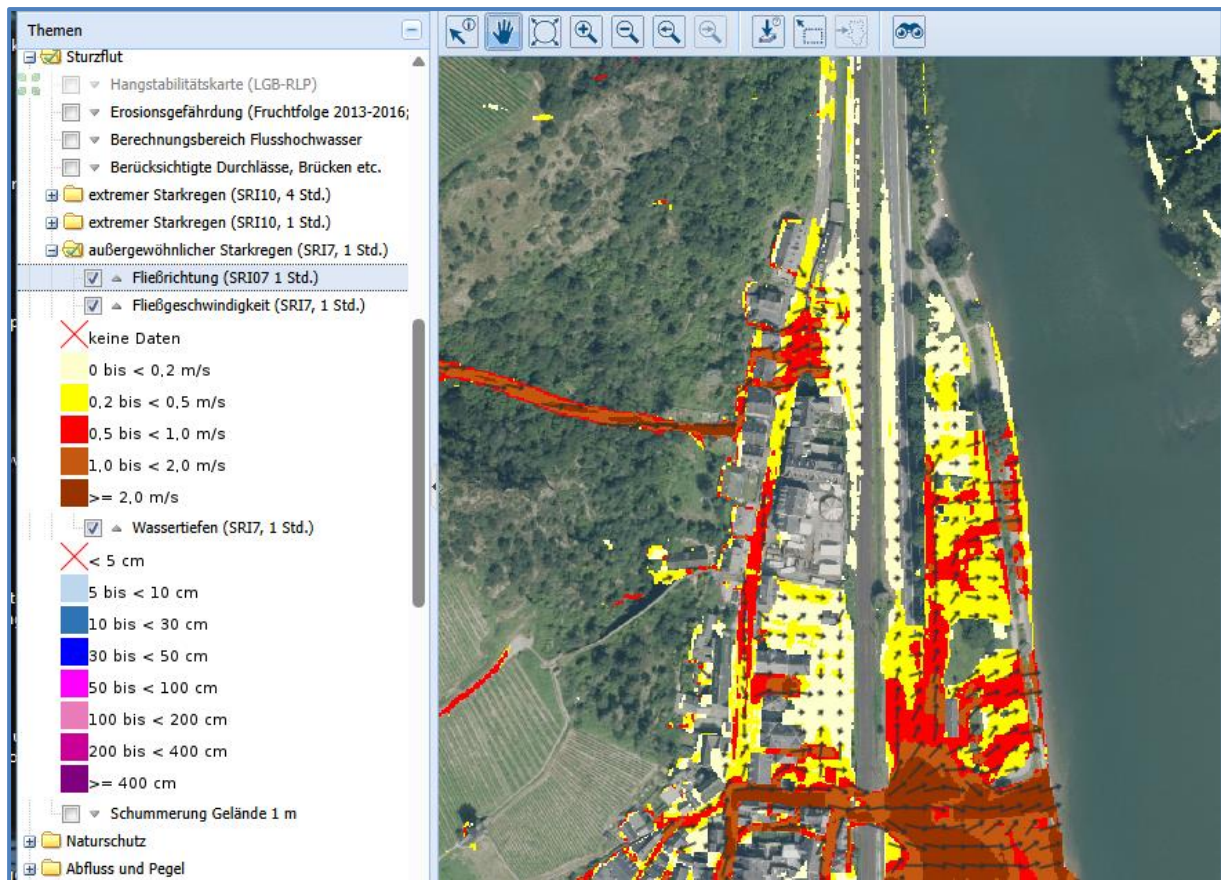 Themen
Sturzflut
Hangstabilitätskarte (LGB-RLP)
Erosionsgefährdung (Fruchtfolge 2013-2016;
Berechnungsbereich Flusshochwasser
Berücksichtigte Durchlässe, Brücken etc.
extremer Starkregen (SRI10, 4 Std.)
extremer Starkregen (SRI10, 1 Std.)
außergewöhnlicher Starkregen (SRI7, 1 Std.)
Fließrichtung (SRI07 1 Std.)
Fließgeschwindigkeit (SRI7, 1 Std.)
keine Daten
0 bis < 0,2 m/s
0,2 bis < 0,5 m/s
0,5 bis < 1,0 m/s
1,0 bis < 2,0 m/s
>= 2,0 m/s
Wassertiefen (SRI7, 1 Std.)
< 5 cm
5 bis < 10 cm
10 bis < 30 cm
30 bis < 50 cm
50 bis < 100 cm
100 bis < 200 cm
200 bis < 400 cm
>= 400 cm
Schummerung Gelände 1 m
Naturschutz
Abfluss und Pegel